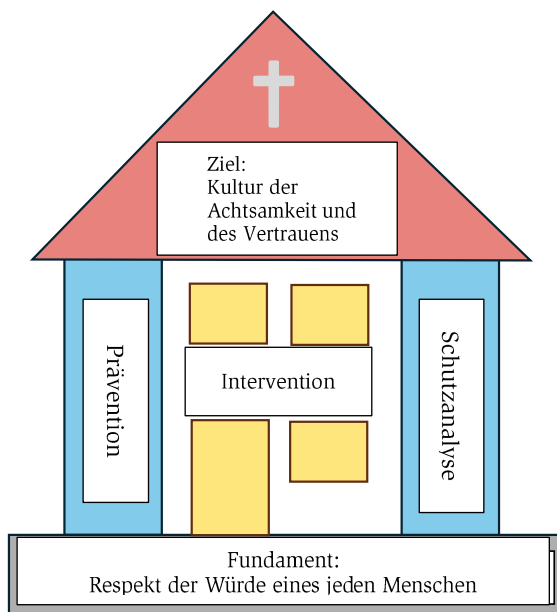 Ziel:
Kultur der
Achtsamkeit und
des Vertrauens
Prävention
Intervention
Schutzanalyse
Fundament:
Respekt der Würde eines jeden Menschen